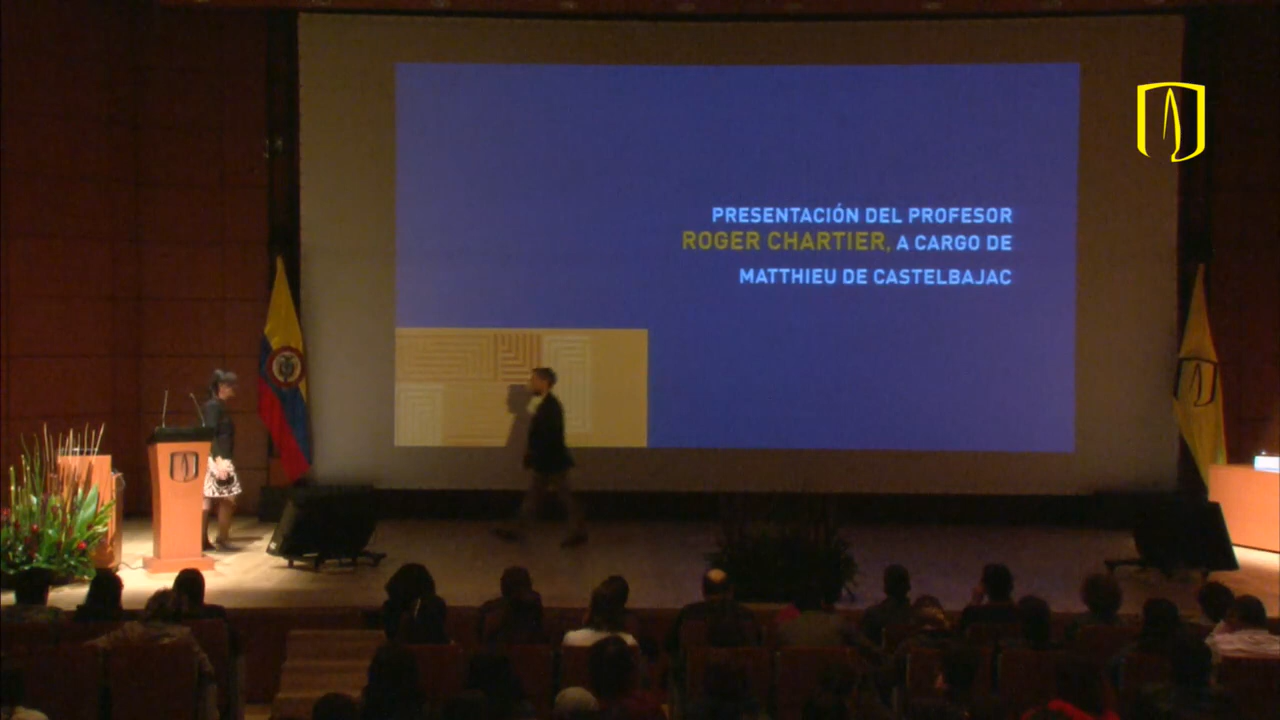 PRESENTACIÓN DEL PROFESOR
ROGER CHARTIER, A CARGO DE
MATTHIEU DE CASTELBAJAC